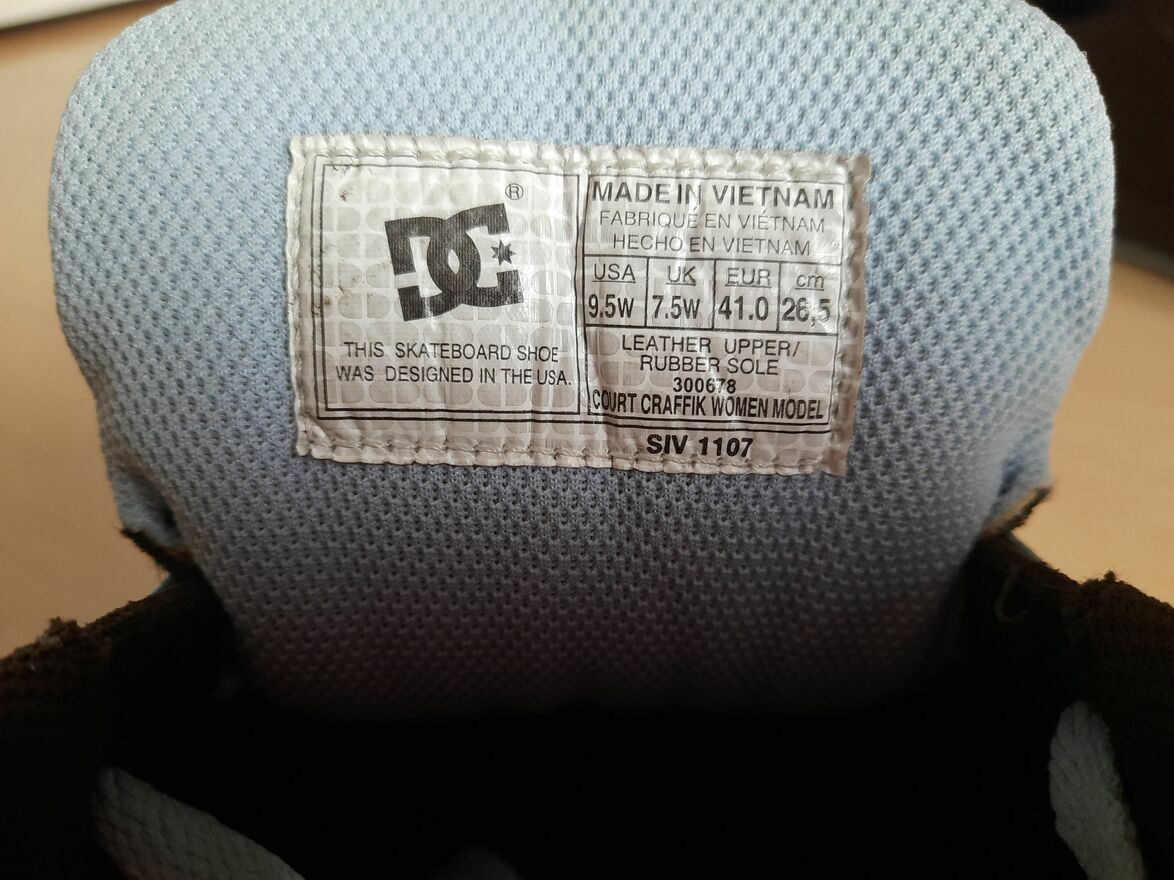 DC®
THIS SKATEBOARD SHOE
WAS DESIGNED IN THE USA.
MADE IN VIETNAM
FABRIQUE EN VIÉTNAM
HECHO EN VIETNAM
USA UK EUR cm
9.5W 7.5W 41.0 26,5
LEATHER UPPER/
RUBBER SOLE
300678
COURT CRAFFIK WOMEN MODEL
SIV 1107